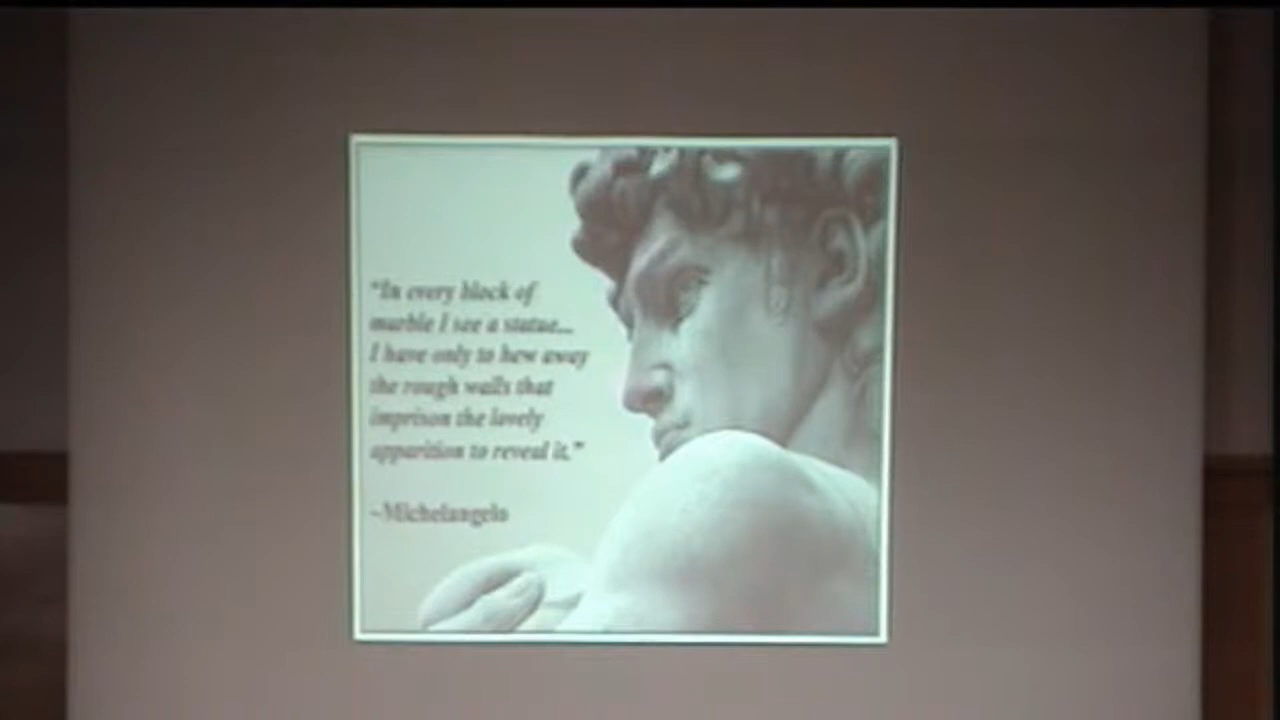 “In every block of
marble I see a statue...
I have only to hew away
the rough walls that
imprison the lovely
apparition to reveal it.”
~Michelangelo